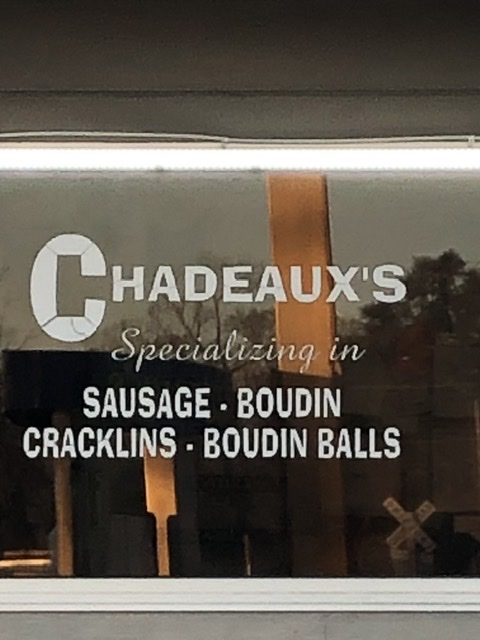 CHADEAUX'S
Specializing in
SAUSAGE · BOUDIN
CRACKLINS · BOUDIN BALLS